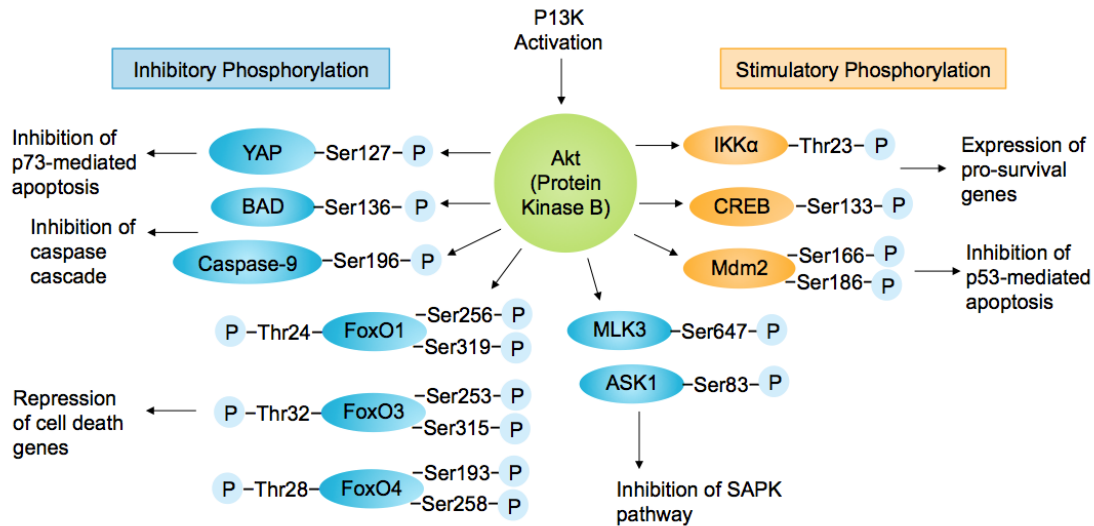 P13K
Activation
Inhibitory Phosphorylation
Stimulatory Phosphorylation
Akt
(Protein
Kinase B)
Inhibition of
p73-mediated
apoptosis
YAP Ser127 P
BAD Ser136 P
Inhibition of
caspase
cascade
Caspase-9 Ser196 P
P Thr24 FoxO1 Ser256 P
Ser319 P
Repression
of cell death
genes
P Thr32 FoxO3 Ser253 P
Ser315 P
P Thr28 FoxO4 Ser193 P
Ser258 P
IKKα Thr23 P
CREB Ser133 P
Expression of
pro-survival
genes
Mdm2 Ser166 P
Ser186 P
Inhibition of
p53-mediated
apoptosis
MLK3 Ser647 P
ASK1 Ser83 P
Inhibition of SAPK
pathway